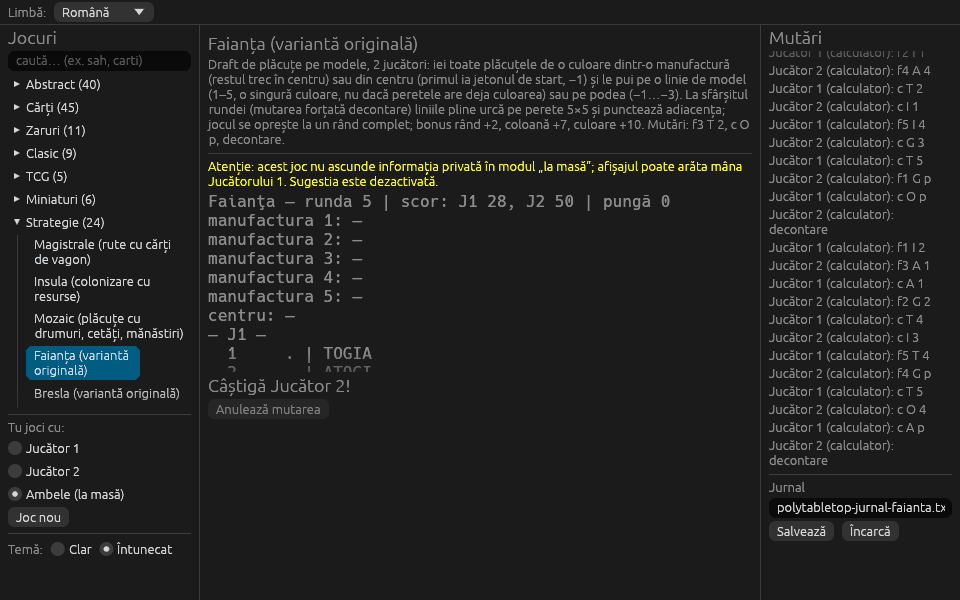 Limbă: Română
Jocuri
caută... (ex. sah, carti)
Abstract (40)
Cărți (45)
Zaruri (11)
Clasic (9)
TCG (5)
Miniaturi (6)
Strategie (24)
Magistrale (rute cu cărți
de vagon)
Insula (colonizare cu
resurse)
Mozaic (plăcuțe cu
drumuri, cetăți, mănăstiri)
Faianța (variantă
originală)
Bresla (variantă originală)
Tu joci cu:
Jucător 1
Jucător 2
Ambele (la masă)
Joc nou
Temă: Clar Întunecat
Faianța (variantă originală)
Draft de plăcuțe pe modele, 2 jucători: iei toate plăcuțele de o culoare dintr-o manufactură
(restul trec în centru) sau din centru (primul ia jetonul de start, −1) și le pui pe o linie de model
(1–5, o singură culoare, nu dacă peretele are deja culoarea) sau pe podea (−1…−3). La sfârșitul
rundei (mutarea forțată decontare) liniile pline urcă pe perete 5×5 și punctează adiacența;
jocul se oprește la un rând complet; bonus rând +2, coloană +7, culoare +10. Mutări: f3 T 2, c O
p, decontare.
Atenție: acest joc nu ascunde informația privată în modul „la masă”; afișajul poate arăta mâna
Jucătorului 1. Sugestia este dezactivată.
Faianța — runda 5 | scor: J1 28, J2 50 | pungă 0
manufactura 1: —
manufactura 2: —
manufactura 3: —
manufactura 4: —
manufactura 5: —
centru: —
— J1 —
1 . | TOGIA
Câștigă Jucător 2!
Anulează mutarea
Mutări
Jucător 2 (calculator): f4 A 4
Jucător 1 (calculator): c T 2
Jucător 2 (calculator): c I 1
Jucător 1 (calculator): f5 I 4
Jucător 2 (calculator): c G 3
Jucător 1 (calculator): c T 5
Jucător 2 (calculator): f1 G p
Jucător 1 (calculator): c O p
Jucător 2 (calculator):
decontare
Jucător 1 (calculator): f1 I 2
Jucător 2 (calculator): f3 A 1
Jucător 1 (calculator): c A 1
Jucător 2 (calculator): f2 G 2
Jucător 1 (calculator): c T 4
Jucător 2 (calculator): c I 3
Jucător 1 (calculator): f5 T 4
Jucător 2 (calculator): f4 G p
Jucător 1 (calculator): c T 5
Jucător 2 (calculator): c O 4
Jucător 1 (calculator): c A p
Jucător 2 (calculator):
decontare
Jurnal
polytabletop-jurnal-faianta.tx
Salvează Încarcă